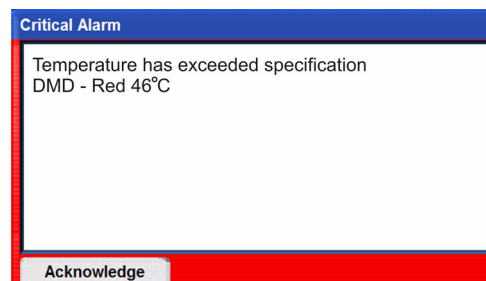 Critical Alarm
Temperature has exceeded specification
DMD - Red 46°C
Acknowledge